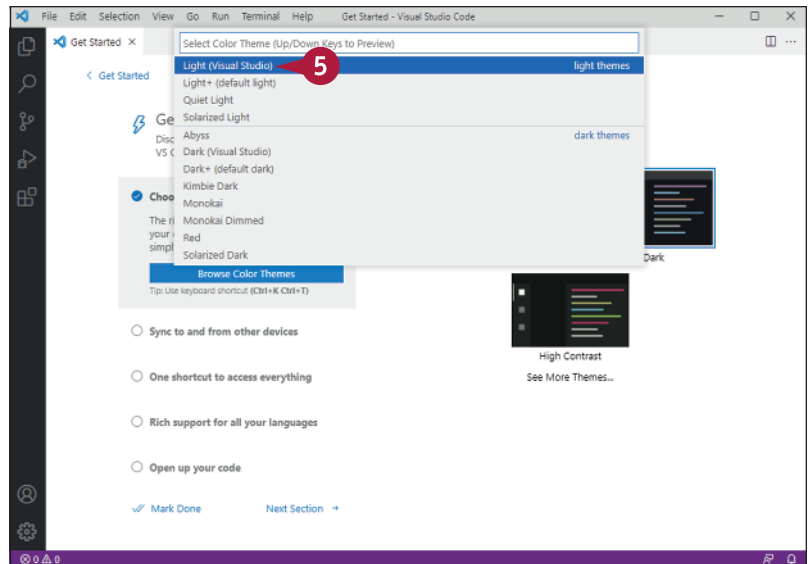 File Edit Selection View Go Run Terminal Help Get Started - Visual Studio Code
Get Started
Select Color Theme (Up/Down Keys to Preview)
Light (Visual Studio) light themes
5
Light+ (default light)
Quiet Light
Solarized Light
Abyss dark themes
Dark (Visual Studio)
Dark+ (default dark)
Kimbie Dark
Monokai
Monokai Dimmed
Red
Solarized Dark
Get Started
Ge
Disc
VS C
Choo
The ri
your
simpl
Browse Color Themes
Tip: Use keyboard shortcut (Ctrl+K Ctrl+T)
Dark
High Contrast
See More Themes...
Sync to and from other devices
One shortcut to access everything
Rich support for all your languages
Open up your code
Mark Done Next Section
0 0